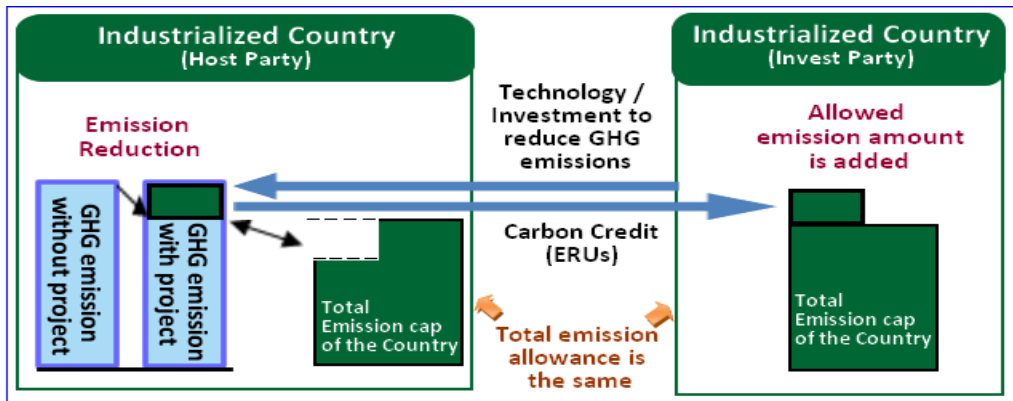 Industrialized Country
(Host Party)
Emission
Reduction
GHG emission
without project
GHG emission
with project
Total
Emission cap
of the Country
Technology /
Investment to
reduce GHG
emissions
Carbon Credit
(ERUs)
Total emission
allowance is
the same
Industrialized Country
(Invest Party)
Allowed
emission amount
is added
Total
Emission cap
of the Country